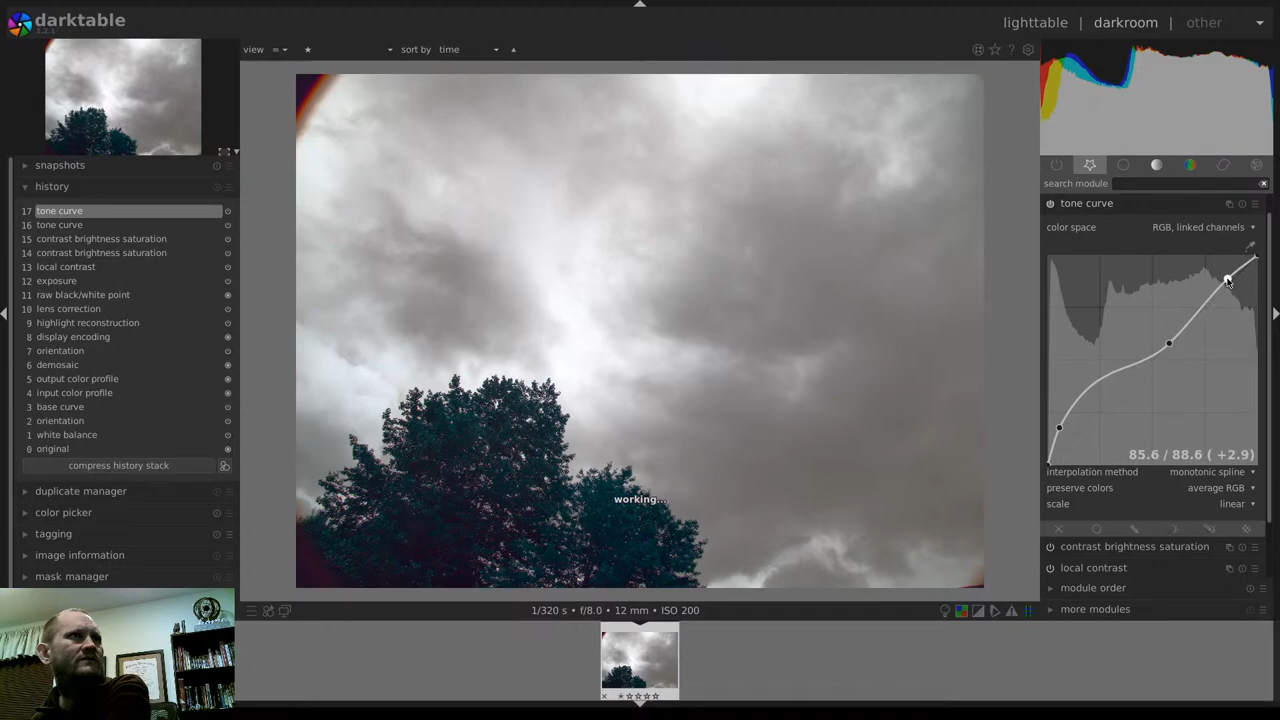 darktable
3.2.1
lighttable | darkroom | other
view = ★ sort by time
snapshots
history
17 tone curve
16 tone curve
15 contrast brightness saturation
14 contrast brightness saturation
13 local contrast
12 exposure
11 raw black/white point
10 lens correction
9 highlight reconstruction
8 display encoding
7 orientation
6 demosaic
5 output color profile
4 input color profile
3 base curve
2 orientation
1 white balance
0 original
compress history stack
duplicate manager
color picker
tagging
image information
mask manager
working...
1/320 s • f/8.0 • 12 mm • ISO 200
search module
tone curve
color space RGB, linked channels
85.6 / 88.6 ( +2.9)
interpolation method monotonic spline
preserve colors average RGB
scale linear
contrast brightness saturation
local contrast
module order
more modules